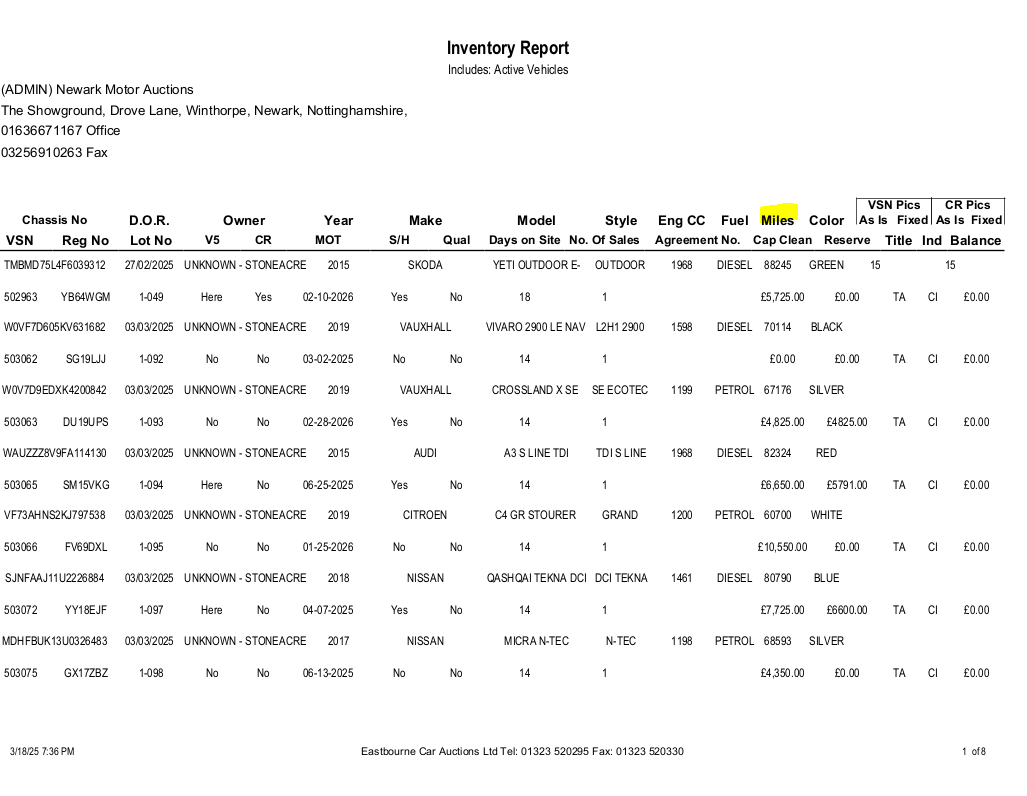 Inventory Report
Includes: Active Vehicles
(ADMIN) Newark Motor Auctions
The Showground, Drove Lane, Winthorpe, Newark, Nottinghamshire,
01636671167 Office
03256910263 Fax
VSN Pics CR Pics
Chassis No D.O.R. Owner Year Make Model Style Eng CC Fuel Miles Color As Is Fixed As Is Fixed
VSN Reg No Lot No V5 CR MOT S/H Qual Days on Site No. Of Sales Agreement No. Cap Clean Reserve Title Ind Balance
TMBMD75L4F6039312 27/02/2025 UNKNOWN - STONEACRE 2015 SKODA YETI OUTDOOR E- OUTDOOR 1968 DIESEL 88245 GREEN 15 15
502963 YB64WGM 1-049 Here Yes 02-10-2026 Yes No 18 1 £5,725.00 £0.00 TA CI £0.00
W0VF7D605KV631682 03/03/2025 UNKNOWN - STONEACRE 2019 VAUXHALL VIVARO 2900 LE NAV L2H1 2900 1598 DIESEL 70114 BLACK
503062 SG19LJJ 1-092 No No 03-02-2025 No No 14 1 £0.00 £0.00 TA CI £0.00
W0V7D9EDXK4200842 03/03/2025 UNKNOWN - STONEACRE 2019 VAUXHALL CROSSLAND X SE SE ECOTEC 1199 PETROL 67176 SILVER
503063 DU19UPS 1-093 No No 02-28-2026 Yes No 14 1 £4,825.00 £4825.00 TA CI £0.00
WAUZZZ8V9FA114130 03/03/2025 UNKNOWN - STONEACRE 2015 AUDI A3 S LINE TDI TDI S LINE 1968 DIESEL 82324 RED
503065 SM15VKG 1-094 Here No 06-25-2025 Yes No 14 1 £6,650.00 £5791.00 TA CI £0.00
VF73AHNS2KJ797538 03/03/2025 UNKNOWN - STONEACRE 2019 CITROEN C4 GR STOURER GRAND 1200 PETROL 60700 WHITE
503066 FV69DXL 1-095 No No 01-25-2026 No No 14 1 £10,550.00 £0.00 TA CI £0.00
SJNFAAJ11U2226884 03/03/2025 UNKNOWN - STONEACRE 2018 NISSAN QASHQAI TEKNA DCI DCI TEKNA 1461 DIESEL 80790 BLUE
503072 YY18EJF 1-097 Here No 04-07-2025 Yes No 14 1 £7,725.00 £6600.00 TA CI £0.00
MDHFBUK13U0326483 03/03/2025 UNKNOWN - STONEACRE 2017 NISSAN MICRA N-TEC N-TEC 1198 PETROL 68593 SILVER
503075 GX17ZBZ 1-098 No No 06-13-2025 No No 14 1 £4,350.00 £0.00 TA CI £0.00
3/18/25 7:36 PM Eastbourne Car Auctions Ltd Tel: 01323 520295 Fax: 01323 520330 1 of 8